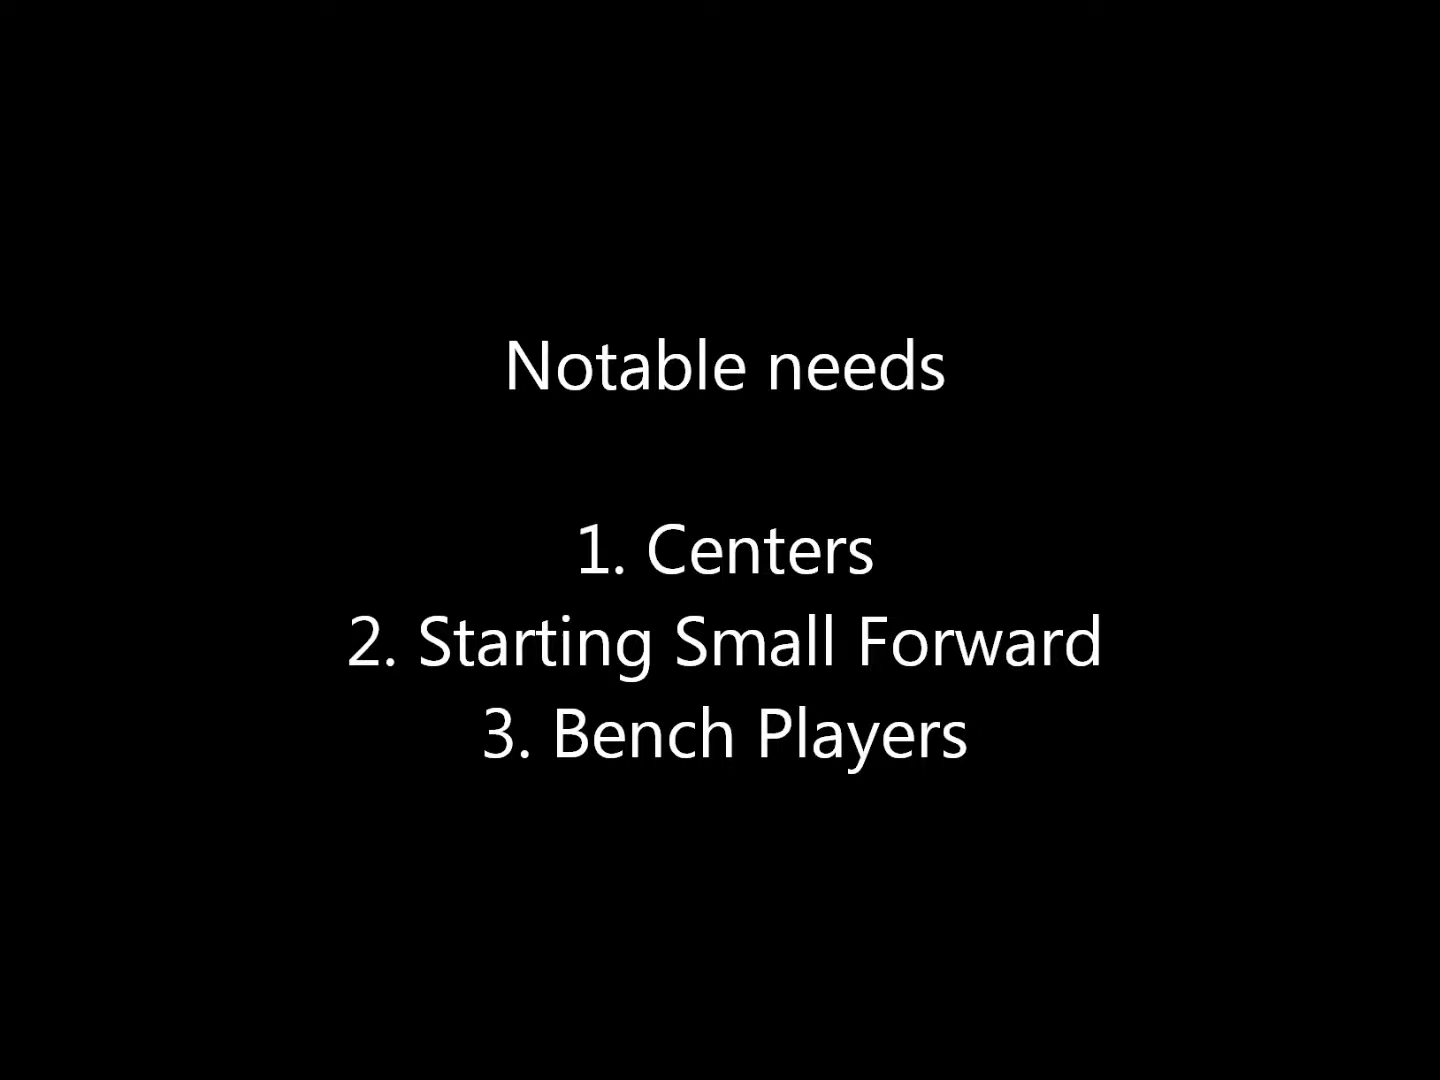 Notable needs
1. Centers
2. Starting Small Forward
3. Bench Players